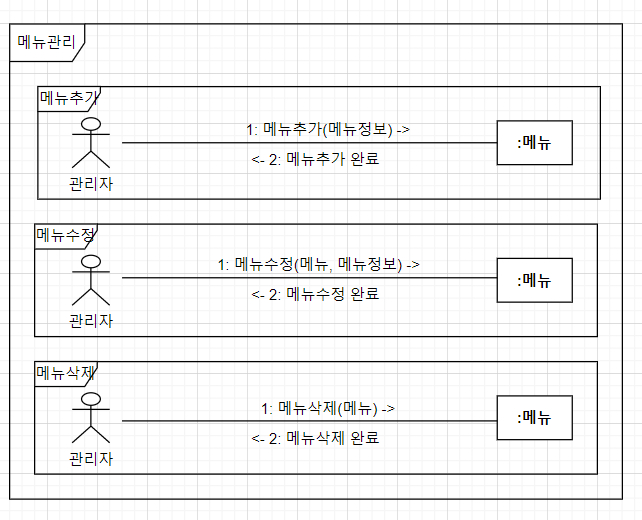 메뉴관리
메뉴추가
1: 메뉴추가(메뉴정보) ->
:메뉴
<- 2: 메뉴추가 완료
관리자
메뉴수정
1: 메뉴수정(메뉴, 메뉴정보) ->
:메뉴
<- 2: 메뉴수정 완료
관리자
메뉴삭제
1: 메뉴삭제(메뉴) ->
:메뉴
<- 2: 메뉴삭제 완료
관리자